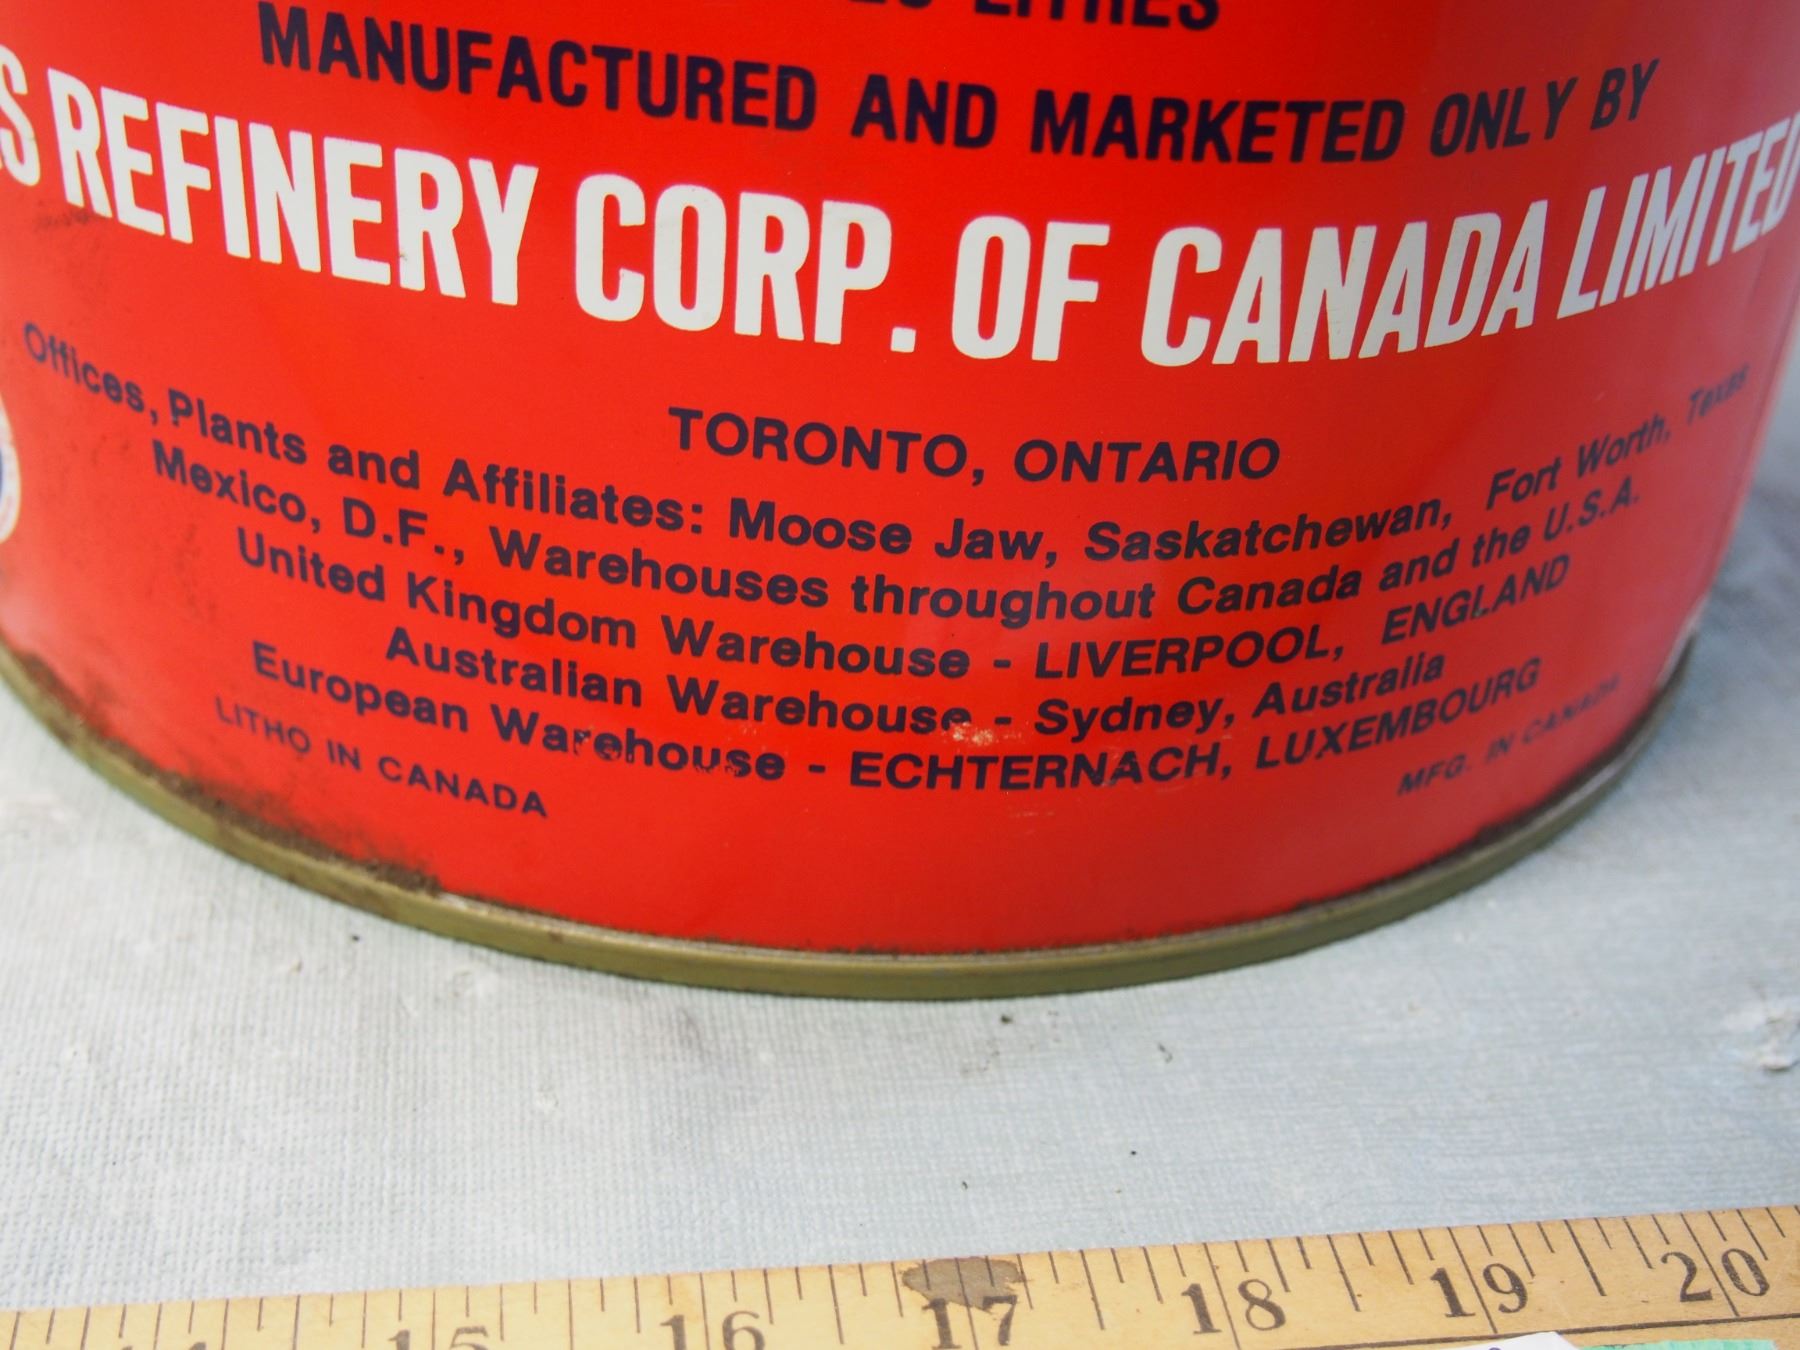 LITRES
MANUFACTURED AND MARKETED ONLY BY
REFINERY CORP. OF CANADA LIMITED
TORONTO, ONTARIO
Offices, Plants and Affiliates: Moose Jaw, Saskatchewan, Fort Worth, Texas
Mexico, D.F., Warehouses throughout Canada and the U.S.A.
United Kingdom Warehouse - LIVERPOOL, ENGLAND
Australian Warehouse - Sydney, Australia
European Warehouse - ECHTERNACH, LUXEMBOURG
LITHO IN CANADA
MFG. IN CANADA
15 16 17 18 19 20